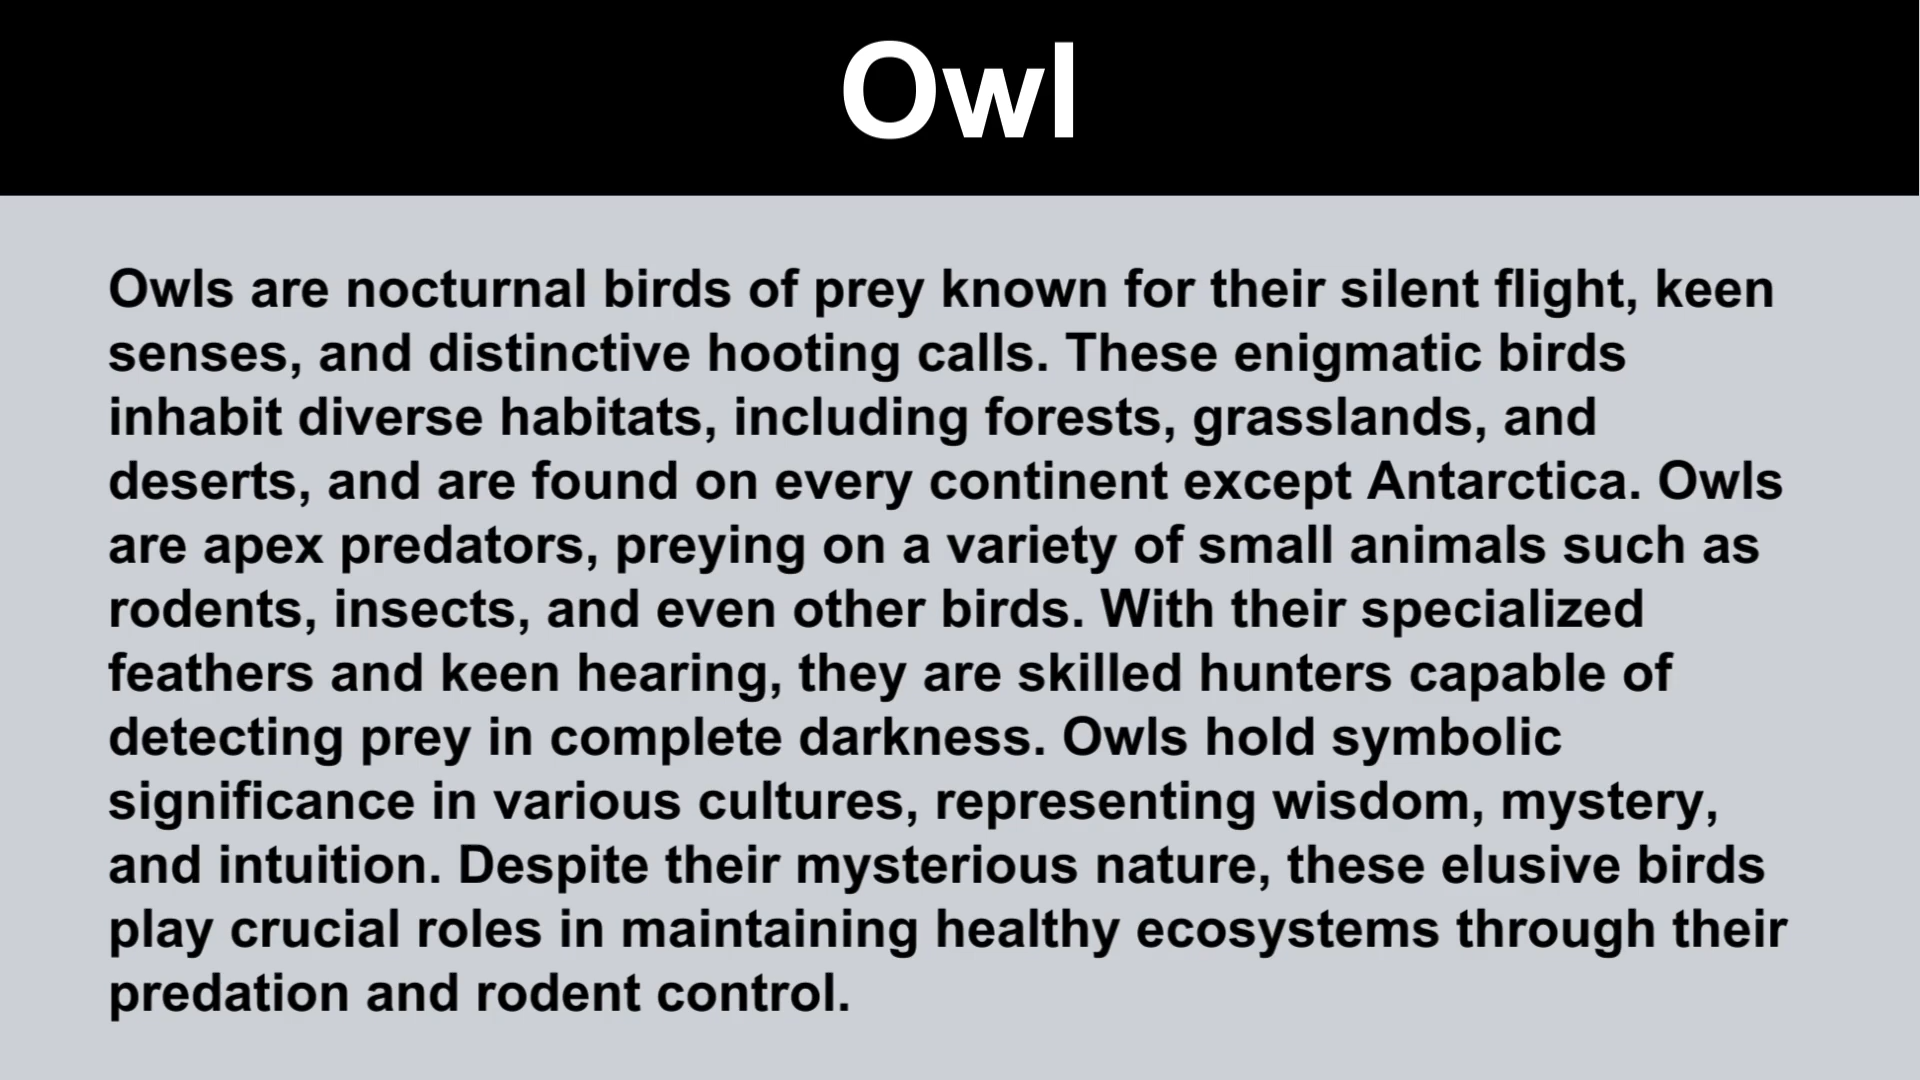 Owl
Owls are nocturnal birds of prey known for their silent flight, keen
senses, and distinctive hooting calls. These enigmatic birds
inhabit diverse habitats, including forests, grasslands, and
deserts, and are found on every continent except Antarctica. Owls
are apex predators, preying on a variety of small animals such as
rodents, insects, and even other birds. With their specialized
feathers and keen hearing, they are skilled hunters capable of
detecting prey in complete darkness. Owls hold symbolic
significance in various cultures, representing wisdom, mystery,
and intuition. Despite their mysterious nature, these elusive birds
play crucial roles in maintaining healthy ecosystems through their
predation and rodent control.